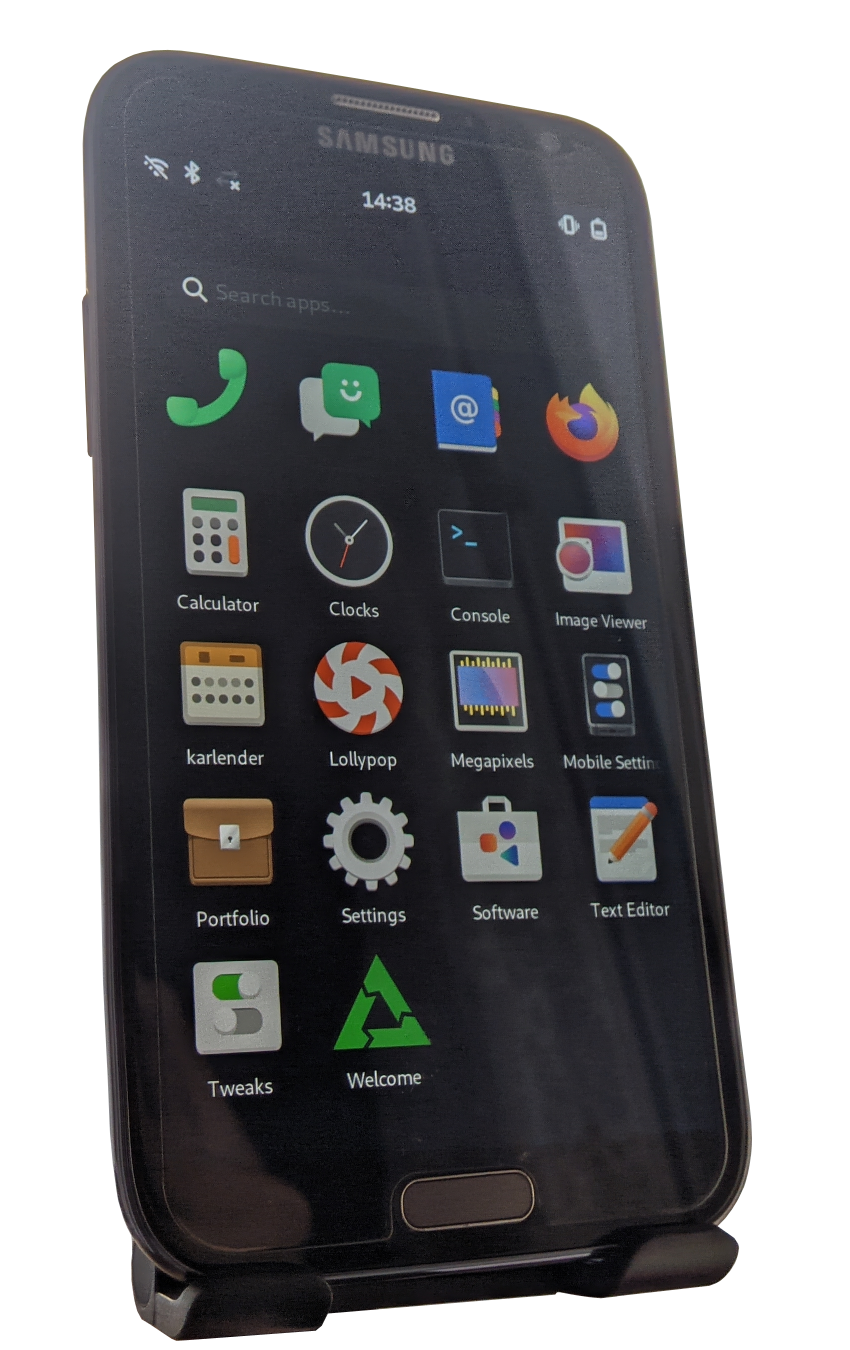 SAMSUNG
14:38
Search apps...
@
>_
Calculator Clocks Console Image Viewer
karlender Lollypop Megapixels Mobile Settin
Portfolio Settings Software Text Editor
Tweaks Welcome